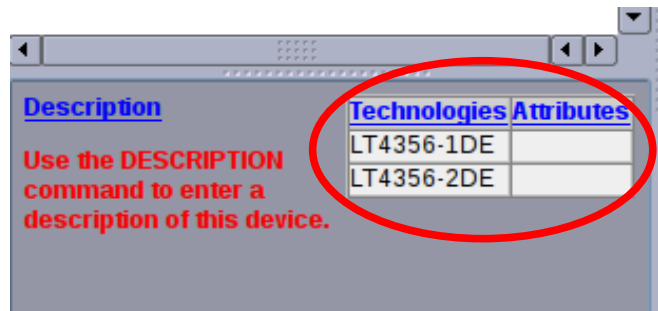 Description
Use the DESCRIPTION
command to enter a
description of this device.
Technologies Attributes
LT4356-1DE
LT4356-2DE